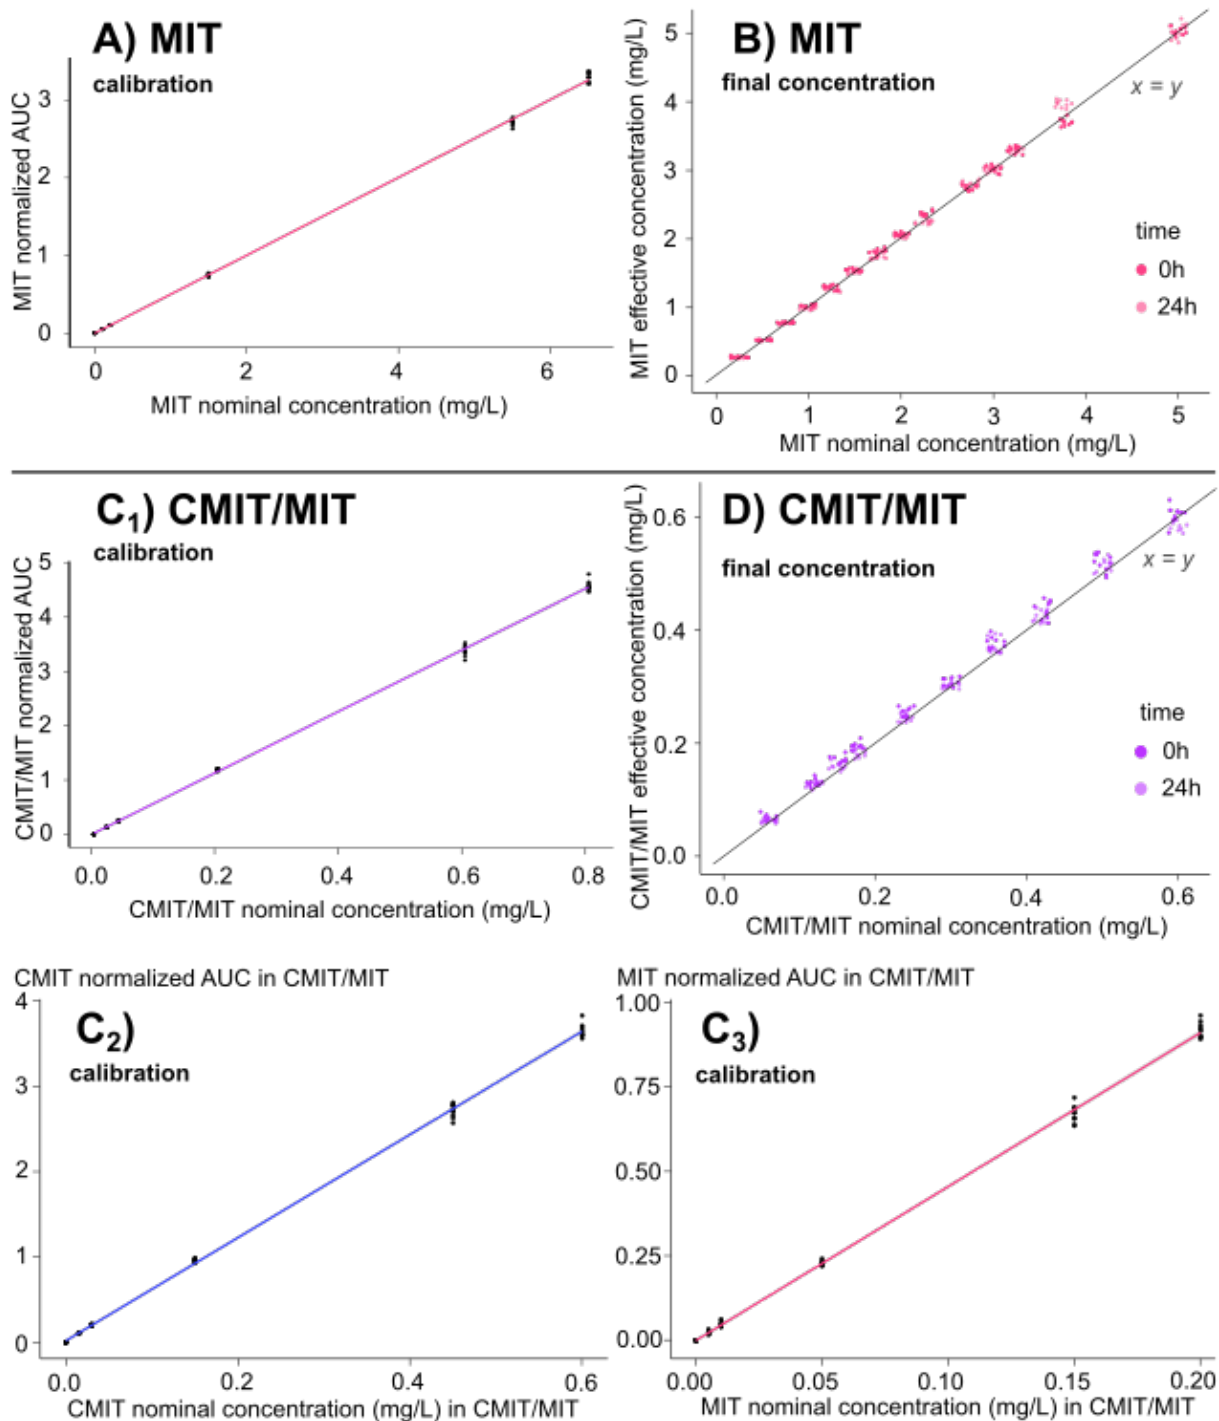 A) MIT
calibration
MIT normalized AUC
3
2
1
0
0 2 4 6
MIT nominal concentration (mg/L)
B) MIT
final concentration
MIT effective concentration (mg/L)
5
4
3
2
1
0
x = y
time
0h
24h
0 1 2 3 4 5
MIT nominal concentration (mg/L)
C1) CMIT/MIT
calibration
CMIT/MIT normalized AUC
5
4
3
2
1
0
0.0 0.2 0.4 0.6 0.8
CMIT/MIT nominal concentration (mg/L)
D) CMIT/MIT
final concentration
CMIT/MIT effective concentration (mg/L)
0.6
0.4
0.2
0.0
x = y
time
0h
24h
0.0 0.2 0.4 0.6
CMIT/MIT nominal concentration (mg/L)
CMIT normalized AUC in CMIT/MIT
C2)
calibration
4
3
2
1
0
0.0 0.2 0.4 0.6
CMIT nominal concentration (mg/L) in CMIT/MIT
MIT normalized AUC in CMIT/MIT
C3)
calibration
1.00
0.75
0.50
0.25
0.00
0.00 0.05 0.10 0.15 0.20
MIT nominal concentration (mg/L) in CMIT/MIT